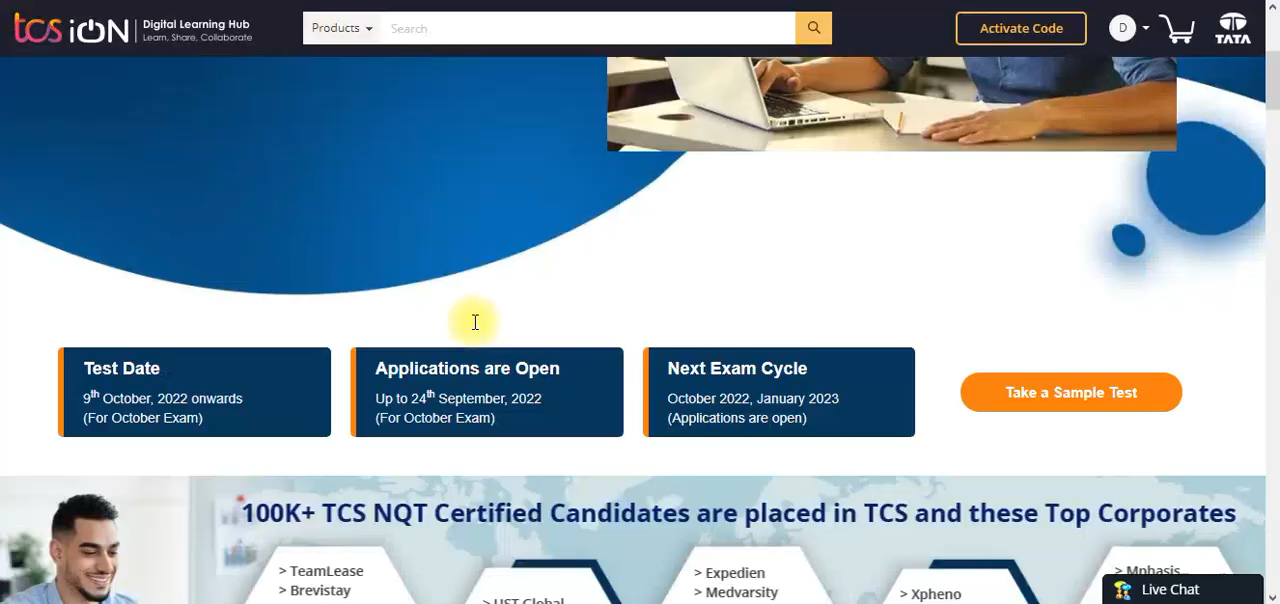 tcs iON | Digital Learning Hub
Learn, Share, Collaborate
Products
Search
Activate Code
D
TATA
Test Date
9th October, 2022 onwards
(For October Exam)
Applications are Open
Up to 24th September, 2022
(For October Exam)
Next Exam Cycle
October 2022, January 2023
(Applications are open)
Take a Sample Test
100K+ TCS NQT Certified Candidates are placed in TCS and these Top Corporates
> TeamLease
> Brevistay
> UST Global
> Expedien
> Medvarsity
> Xpheno
> Mphasis
Live Chat